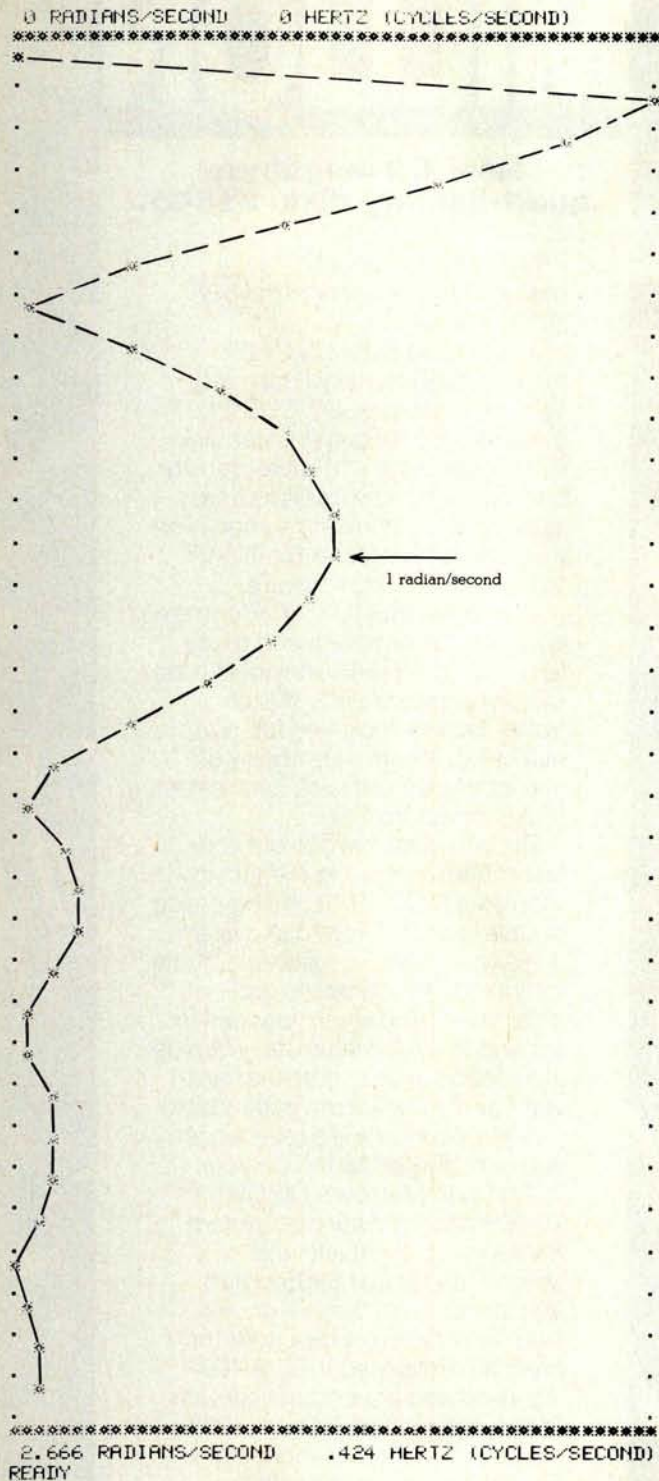 0 RADIANS/SECOND 0 HERTZ (CYCLES/SECOND)
1 radian/second
2.666 RADIANS/SECOND .424 HERTZ (CYCLES/SECOND)
READY